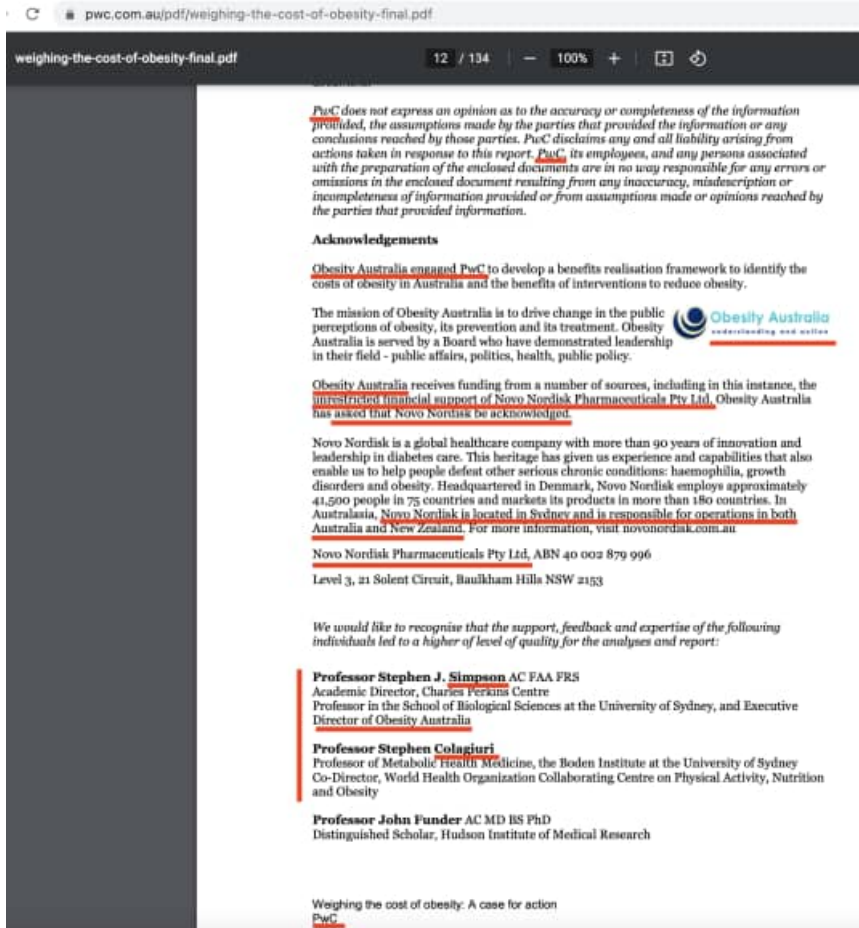 pwc.com.au/pdf/weighing-the-cost-of-obesity-final.pdf
weighing-the-cost-of-obesity-final.pdf 12 / 134 — 100% +
PwC does not express an opinion as to the accuracy or completeness of the information
provided, the assumptions made by the parties that provided the information or any
conclusions reached by those parties. PwC disclaims any and all liability arising from
actions taken in response to this report. PwC, its employees, and any persons associated
with the preparation of the enclosed documents are in no way responsible for any errors or
omissions in the enclosed document resulting from any inaccuracy, misdescription or
incompleteness of information provided or from assumptions made or opinions reached by
the parties that provided information.
Acknowledgements
Obesity Australia engaged PwC to develop a benefits realisation framework to identify the
costs of obesity in Australia and the benefits of interventions to reduce obesity.
The mission of Obesity Australia is to drive change in the public
perceptions of obesity, its prevention and its treatment. Obesity
Australia is served by a Board who have demonstrated leadership
in their field - public affairs, politics, health, public policy.
Obesity Australia
understanding and action
Obesity Australia receives funding from a number of sources, including in this instance, the
unrestricted financial support of Novo Nordisk Pharmaceuticals Pty Ltd. Obesity Australia
has asked that Novo Nordisk be acknowledged.
Novo Nordisk is a global healthcare company with more than 90 years of innovation and
leadership in diabetes care. This heritage has given us experience and capabilities that also
enable us to help people defeat other serious chronic conditions: haemophilia, growth
disorders and obesity. Headquartered in Denmark, Novo Nordisk employs approximately
41,500 people in 75 countries and markets its products in more than 180 countries. In
Australasia, Novo Nordisk is located in Sydney and is responsible for operations in both
Australia and New Zealand. For more information, visit novonordisk.com.au
Novo Nordisk Pharmaceuticals Pty Ltd, ABN 40 002 879 996
Level 3, 21 Solent Circuit, Baulkham Hills NSW 2153
We would like to recognise that the support, feedback and expertise of the following
individuals led to a higher of level of quality for the analyses and report:
Professor Stephen J. Simpson AC FAA FRS
Academic Director, Charles Perkins Centre
Professor in the School of Biological Sciences at the University of Sydney, and Executive
Director of Obesity Australia
Professor Stephen Colagiuri
Professor of Metabolic Health Medicine, the Boden Institute at the University of Sydney
Co-Director, World Health Organization Collaborating Centre on Physical Activity, Nutrition
and Obesity
Professor John Funder AC MD BS PhD
Distinguished Scholar, Hudson Institute of Medical Research
Weighing the cost of obesity: A case for action
PwC